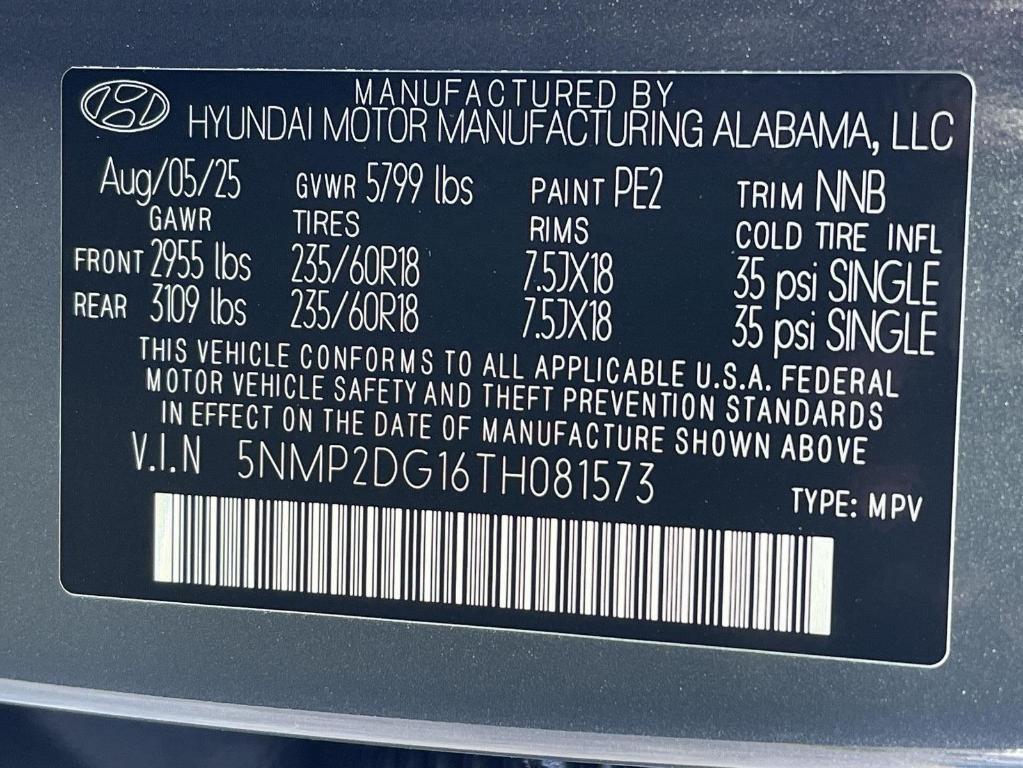 MANUFACTURED BY
HYUNDAI MOTOR MANUFACTURING ALABAMA, LLC
Aug/05/25 GVWR 5799 lbs PAINT PE2 TRIM NNB
GAWR TIRES RIMS COLD TIRE INFL
FRONT 2955 lbs 235/60R18 7.5JX18 35 psi SINGLE
REAR 3109 lbs 235/60R18 7.5JX18 35 psi SINGLE
THIS VEHICLE CONFORMS TO ALL APPLICABLE U.S.A. FEDERAL
MOTOR VEHICLE SAFETY AND THEFT PREVENTION STANDARDS
IN EFFECT ON THE DATE OF MANUFACTURE SHOWN ABOVE
V.I.N 5NMP2DG16TH081573
TYPE: MPV